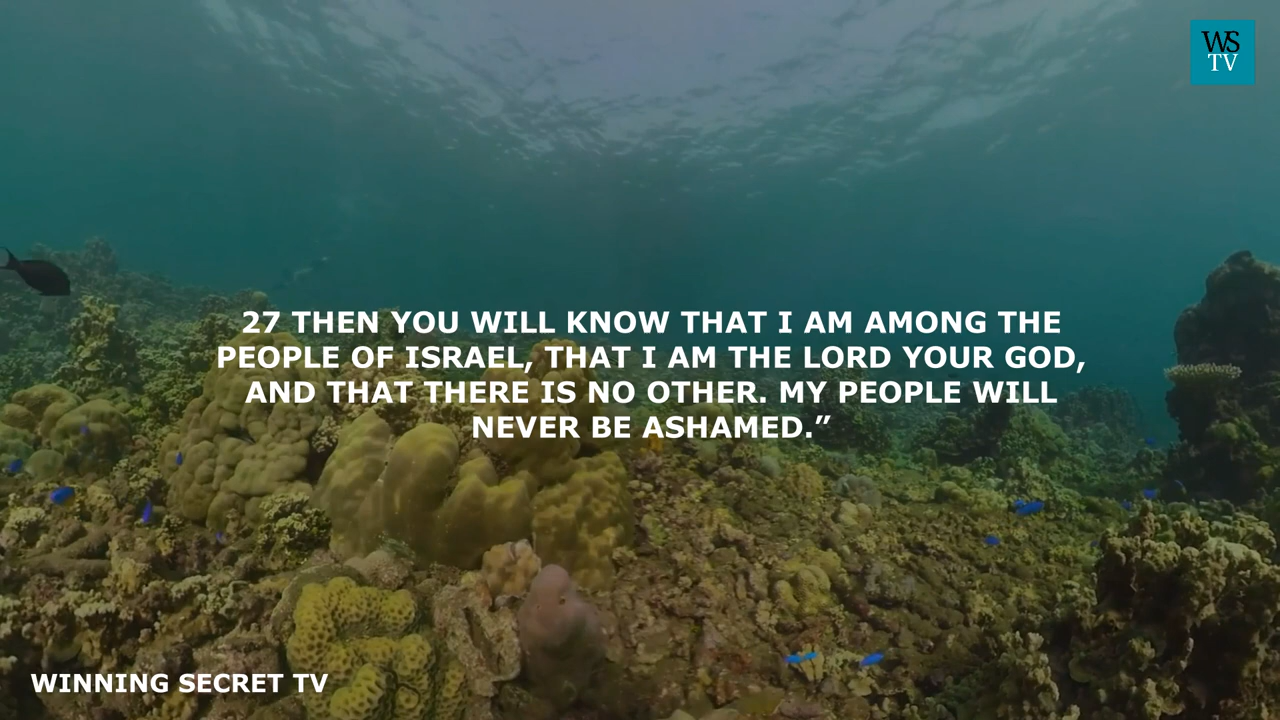 WS
TV
27 THEN YOU WILL KNOW THAT I AM AMONG THE
PEOPLE OF ISRAEL, THAT I AM THE LORD YOUR GOD,
AND THAT THERE IS NO OTHER. MY PEOPLE WILL
NEVER BE ASHAMED.”
WINNING SECRET TV